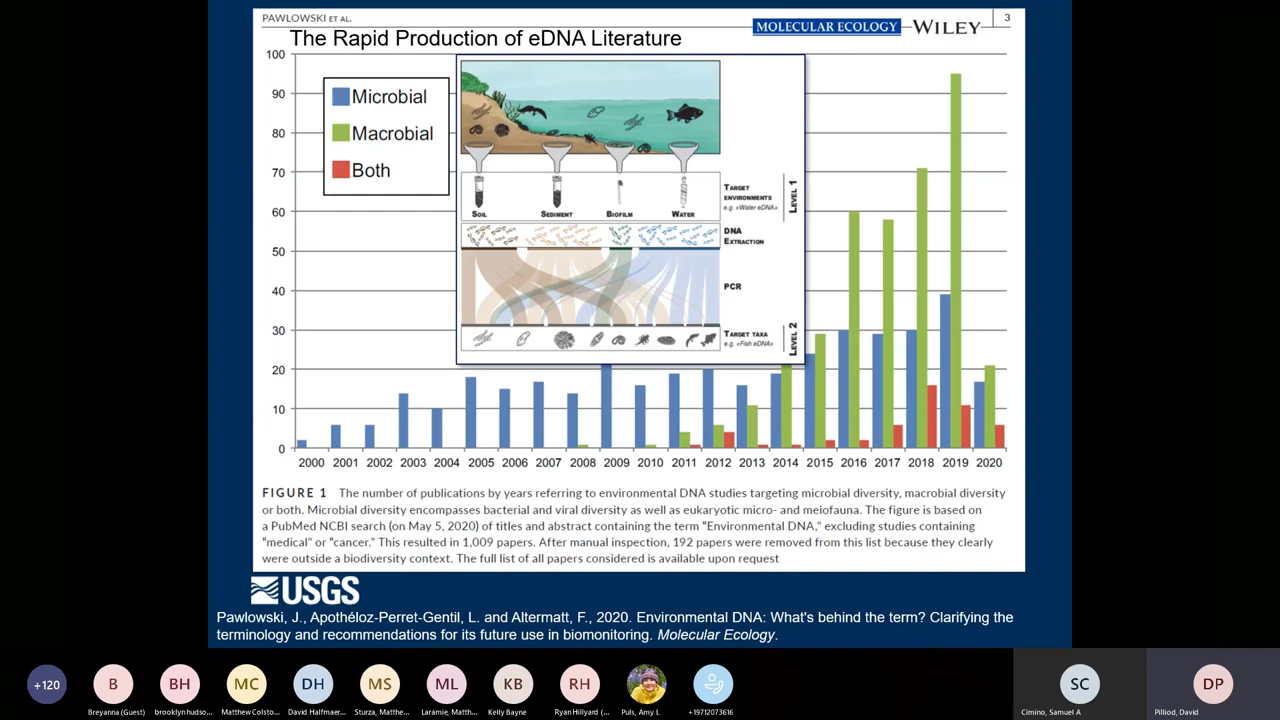 PAWLOWSKI ET AL.
MOLECULAR ECOLOGY
WILEY
3
The Rapid Production of eDNA Literature
100
90
80
70
60
50
40
30
20
10
0
Microbial
Macrobial
Both
SOIL
SEDIMENT
BIOFILM
WATER
TARGET
ENVIRONMENTS
e.g. «Water eDNA»
LEVEL 1
DNA
EXTRACTION
PCR
TARGET TAXA
e.g. «Fish eDNA»
LEVEL 2
2000 2001 2002 2003 2004 2005 2006 2007 2008 2009 2010 2011 2012 2013 2014 2015 2016 2017 2018 2019 2020
FIGURE 1 The number of publications by years referring to environmental DNA studies targeting microbial diversity, macrobial diversity
or both. Microbial diversity encompasses bacterial and viral diversity as well as eukaryotic micro- and meiofauna. The figure is based on
a PubMed NCBI search (on May 5, 2020) of titles and abstract containing the term "Environmental DNA," excluding studies containing
"medical" or "cancer." This resulted in 1,009 papers. After manual inspection, 192 papers were removed from this list because they clearly
were outside a biodiversity context. The full list of all papers considered is available upon request
USGS
Pawlowski, J., Apothéloz-Perret-Gentil, L. and Altermatt, F., 2020. Environmental DNA: What's behind the term? Clarifying the
terminology and recommendations for its future use in biomonitoring. Molecular Ecology.
+120
B
BH
MC
DH
MS
ML
KB
RH
SC
DP
Breyanna (Guest)
brooklyn hudso...
Matthew Colsto...
David Halfmaer...
Sturza, Matthe...
Laramie, Matth...
Kelly Bayne
Ryan Hillyard (...
Puls, Amy L
+19712073616
Cimino, Samuel A
Pilliod, David